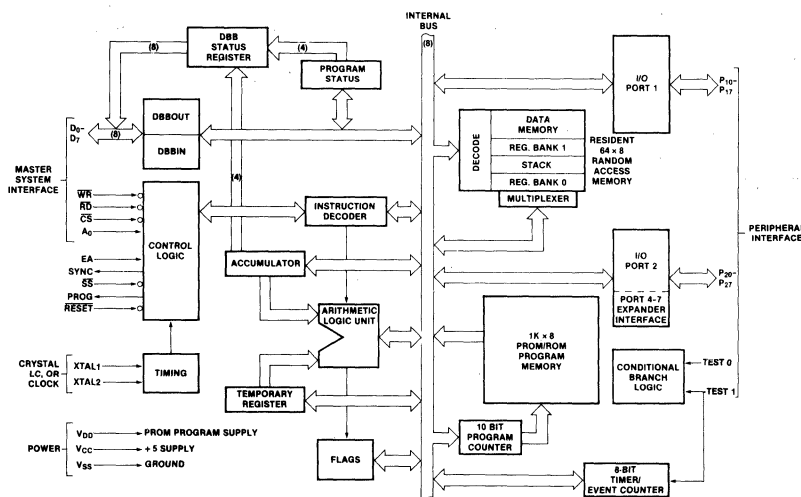 INTERNAL
BUS
(8)
(8)
DBB
STATUS
REGISTER
(4)
PROGRAM
STATUS
I/O
PORT 1
P10-
P17
D0-
D7
(8)
DBBOUT
DBBIN
MASTER
SYSTEM
INTERFACE
DECODE
DATA
MEMORY
REG. BANK 1
STACK
REG. BANK 0
MULTIPLEXER
RESIDENT
64 × 8
RANDOM
ACCESS
MEMORY
(4)
WR
RD
CS
A0
EA
SYNC
SS
PROG
RESET
CONTROL
LOGIC
INSTRUCTION
DECODER
ACCUMULATOR
ARITHMETIC
LOGIC UNIT
PERIPHERAL
INTERFACE
I/O
PORT 2
PORT 4-7
EXPANDER
INTERFACE
P20-
P27
1K × 8
PROM/ROM
PROGRAM
MEMORY
CONDITIONAL
BRANCH
LOGIC
TEST 0
TEST 1
CRYSTAL
LC, OR
CLOCK
XTAL1
XTAL2
TIMING
TEMPORARY
REGISTER
10 BIT
PROGRAM
COUNTER
POWER
VDD PROM PROGRAM SUPPLY
VCC + 5 SUPPLY
VSS GROUND
FLAGS
8-BIT
TIMER/
EVENT COUNTER